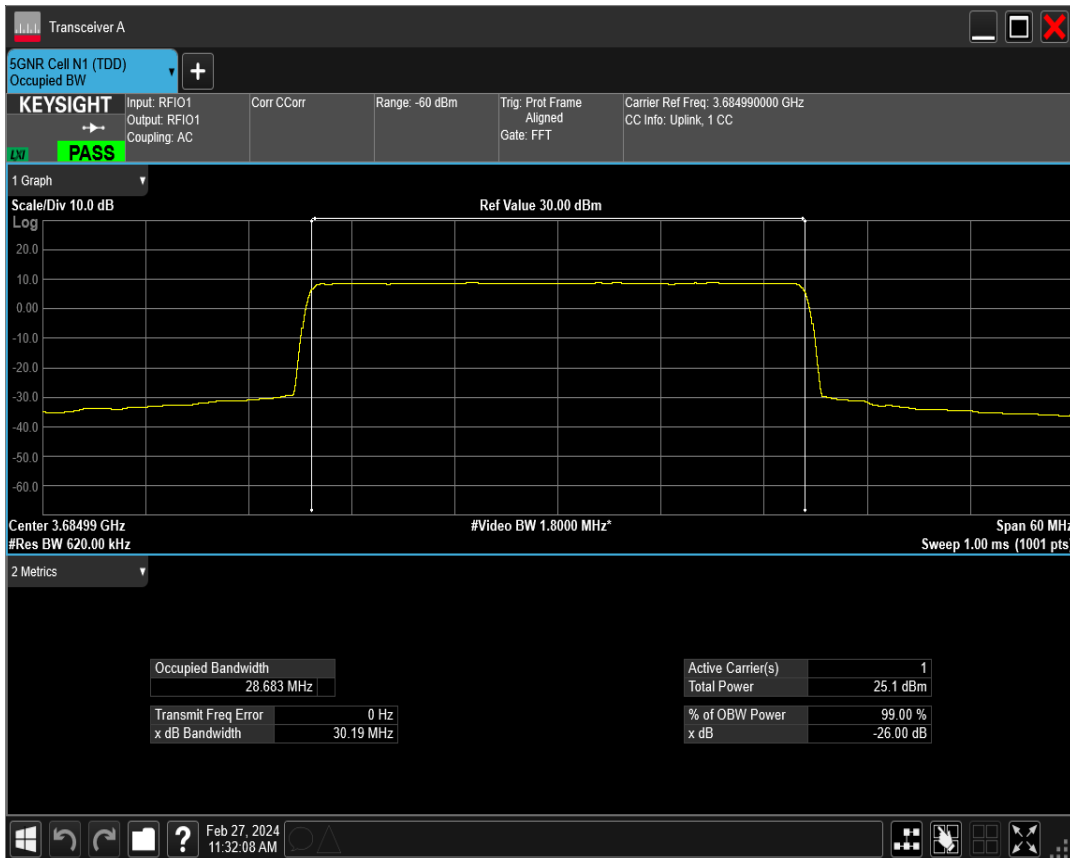 Transceiver A
5GNR Cell N1 (TDD)
Occupied BW
+
KEYSIGHT
LXI
PASS
Input: RFIO1
Output: RFIO1
Coupling: AC
Corr CCorr
Range: -60 dBm
Trig: Prot Frame
Aligned
Gate: FFT
Carrier Ref Freq: 3.684990000 GHz
CC Info: Uplink, 1 CC
1 Graph
Scale/Div 10.0 dB
Ref Value 30.00 dBm
Log
20.0
10.0
0.00
-10.0
-20.0
-30.0
-40.0
-50.0
-60.0
Center 3.68499 GHz
#Video BW 1.8000 MHz*
Span 60 MHz
#Res BW 620.00 kHz
Sweep 1.00 ms (1001 pts)
2 Metrics
Occupied Bandwidth
28.683 MHz
Transmit Freq Error 0 Hz
x dB Bandwidth 30.19 MHz
Active Carrier(s) 1
Total Power 25.1 dBm
% of OBW Power 99.00 %
x dB -26.00 dB
?
Feb 27, 2024
11:32:08 AM